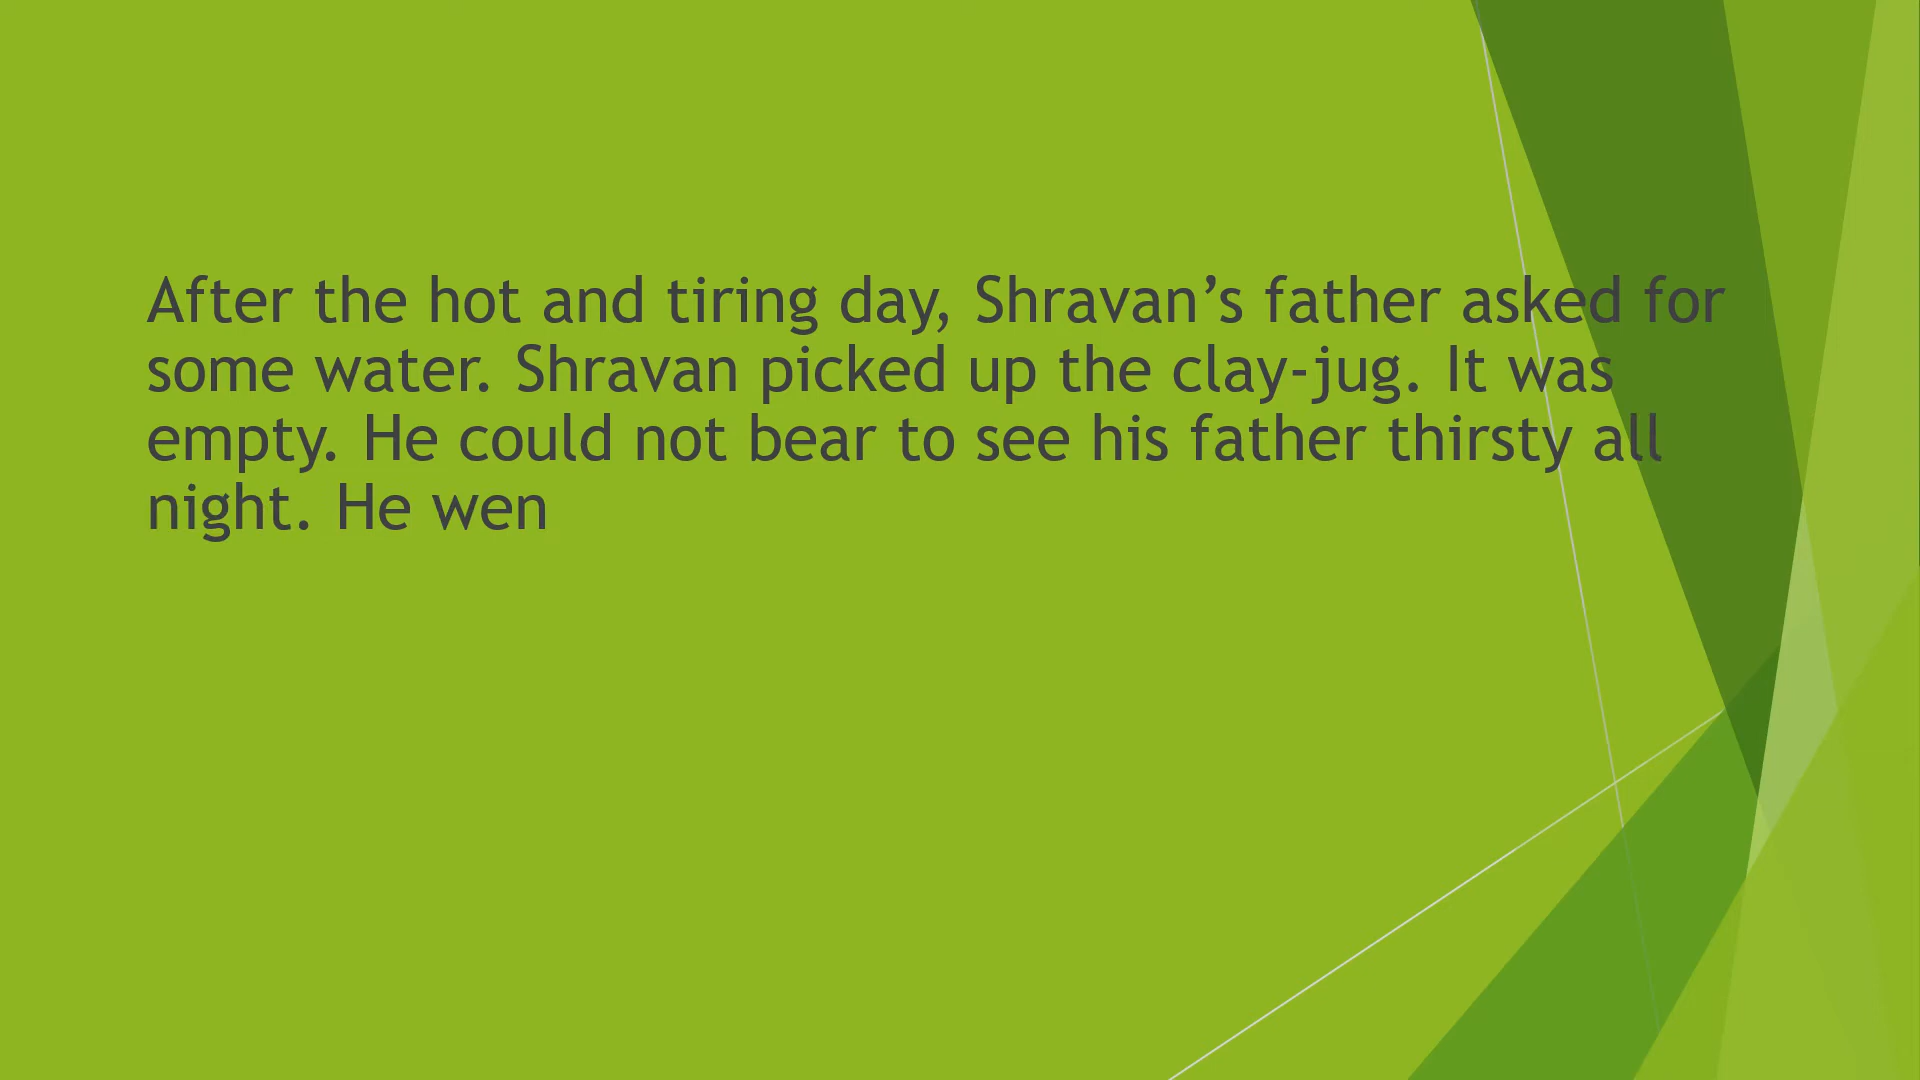 After the hot and tiring day, Shravan’s father asked for
some water. Shravan picked up the clay-jug. It was
empty. He could not bear to see his father thirsty all
night. He wen